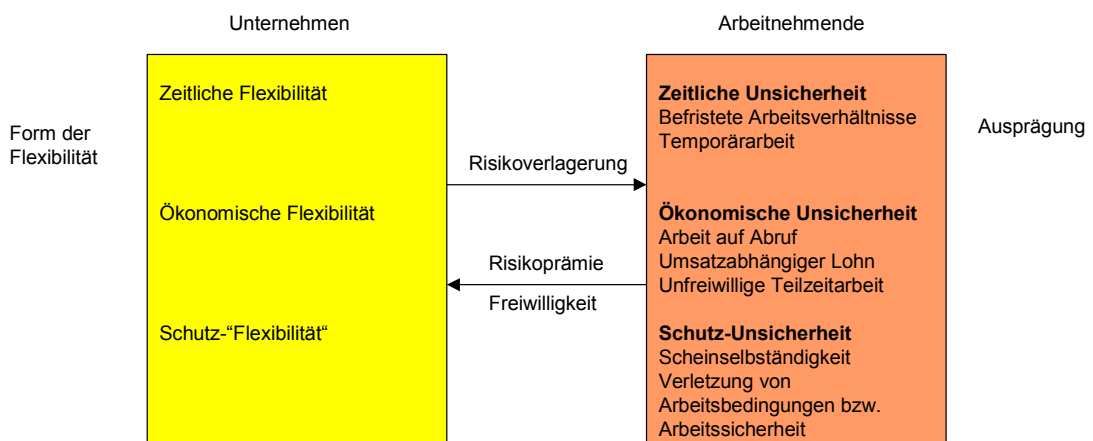 Unternehmen
Arbeitnehmende
Form der
Flexibilität
Zeitliche Flexibilität
Ökonomische Flexibilität
Schutz-“Flexibilität“
Risikoverlagerung
Risikoprämie
Freiwilligkeit
Zeitliche Unsicherheit
Befristete Arbeitsverhältnisse
Temporärarbeit
Ökonomische Unsicherheit
Arbeit auf Abruf
Umsatzabhängiger Lohn
Unfreiwillige Teilzeitarbeit
Schutz-Unsicherheit
Scheinselbständigkeit
Verletzung von
Arbeitsbedingungen bzw.
Arbeitssicherheit
Ausprägung